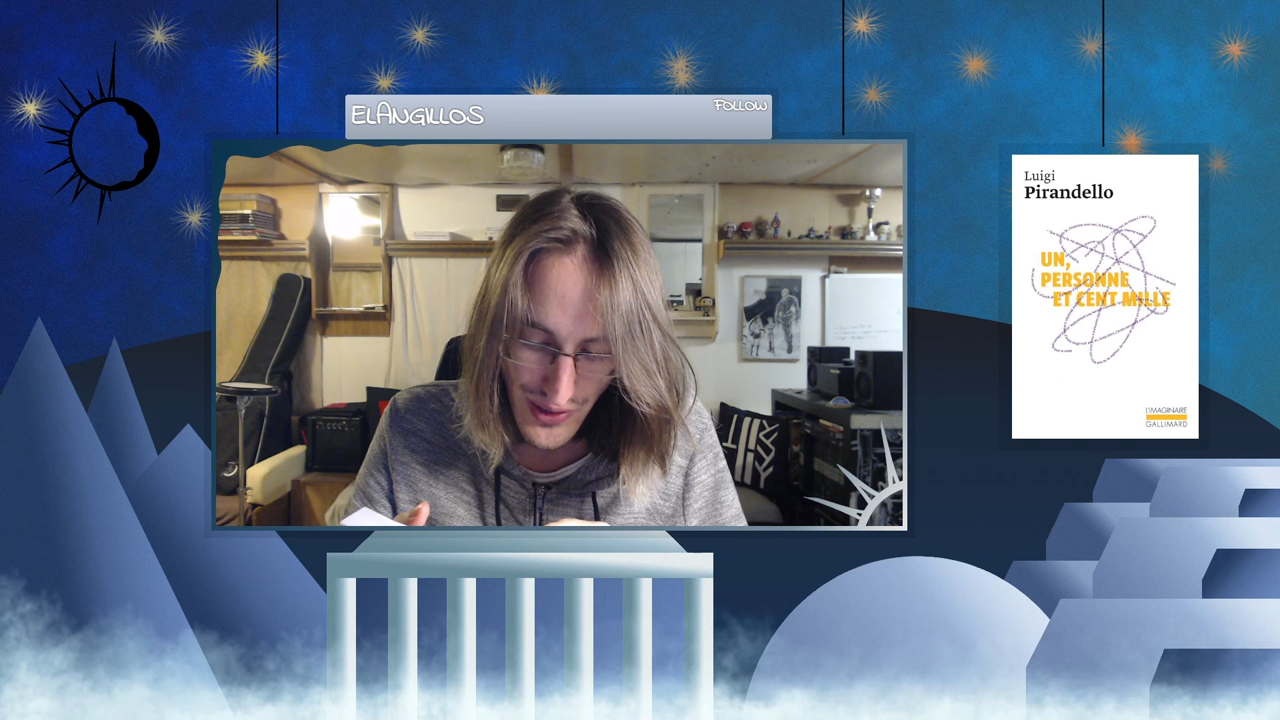 ELANGILLOS
FOLLOW
Luigi
Pirandello
UN,
PERSONNE
ET CENT MILLE
L'IMAGINAIRE
GALLIMARD